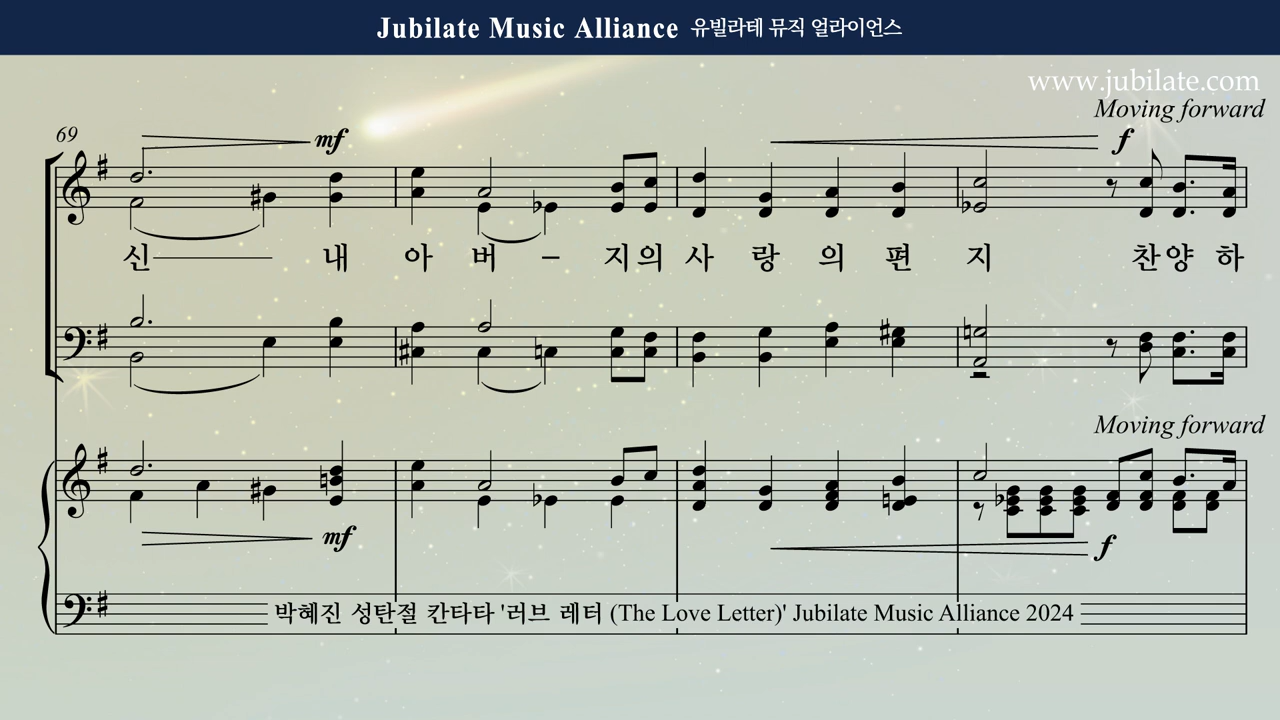 Jubilate Music Alliance 유빌라테 뮤직 얼라이언스
www.jubilate.com
Moving forward
69
mf
f
신 내 아 버 – 지의 사 랑 의 편 지 찬양 하
Moving forward
mf
f
박혜진 성탄절 칸타타 '러브 레터 (The Love Letter)' Jubilate Music Alliance 2024